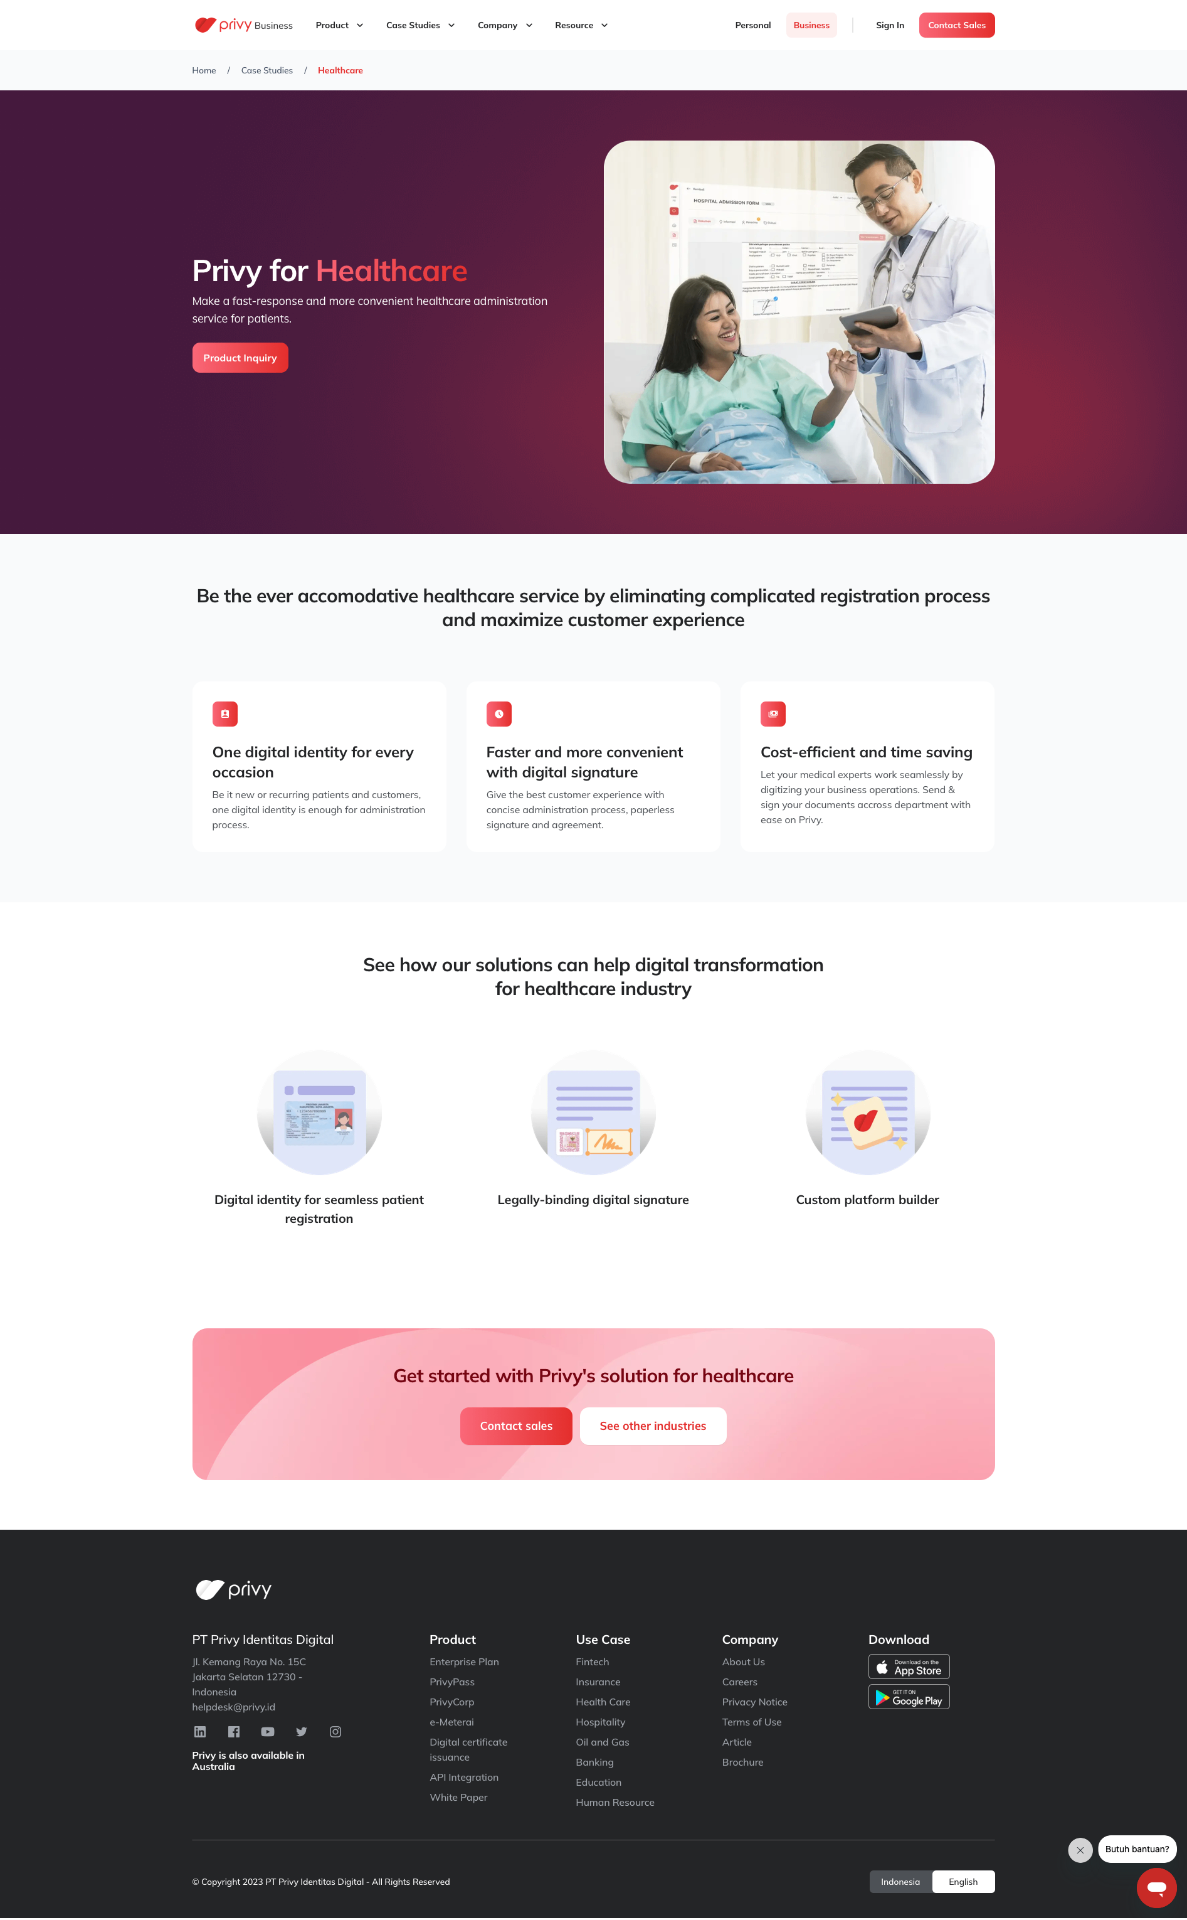 privy Business
Product
Case Studies
Company
Resource
Personal
Business
Sign In
Contact Sales
Home / Case Studies / Healthcare
Privy for Healthcare
Make a fast-response and more convenient healthcare administration
service for patients.
Product Inquiry
HOSPITAL ADMISSION FORM
Be the ever accomodative healthcare service by eliminating complicated registration process
and maximize customer experience
One digital identity for every
occasion
Be it new or recurring patients and customers,
one digital identity is enough for administration
process.
Faster and more convenient
with digital signature
Give the best customer experience with
concise administration process, paperless
signature and agreement.
Cost-efficient and time saving
Let your medical experts work seamlessly by
digitizing your business operations. Send &
sign your documents accross department with
ease on Privy.
See how our solutions can help digital transformation
for healthcare industry
Digital identity for seamless patient
registration
Legally-binding digital signature
Custom platform builder
Get started with Privy's solution for healthcare
Contact sales
See other industries
privy
PT Privy Identitas Digital
Jl. Kemang Raya No. 15C
Jakarta Selatan 12730 -
Indonesia
helpdesk@privy.id
Privy is also available in
Australia
Product
Enterprise Plan
PrivyPass
PrivyCorp
e-Meterai
Digital certificate
issuance
API Integration
White Paper
Use Case
Fintech
Insurance
Health Care
Hospitality
Oil and Gas
Banking
Education
Human Resource
Company
About Us
Careers
Privacy Notice
Terms of Use
Article
Brochure
Download
Download on the
App Store
GET IT ON
Google Play
Butuh bantuan?
© Copyright 2023 PT Privy Identitas Digital - All Rights Reserved
Indonesia
English